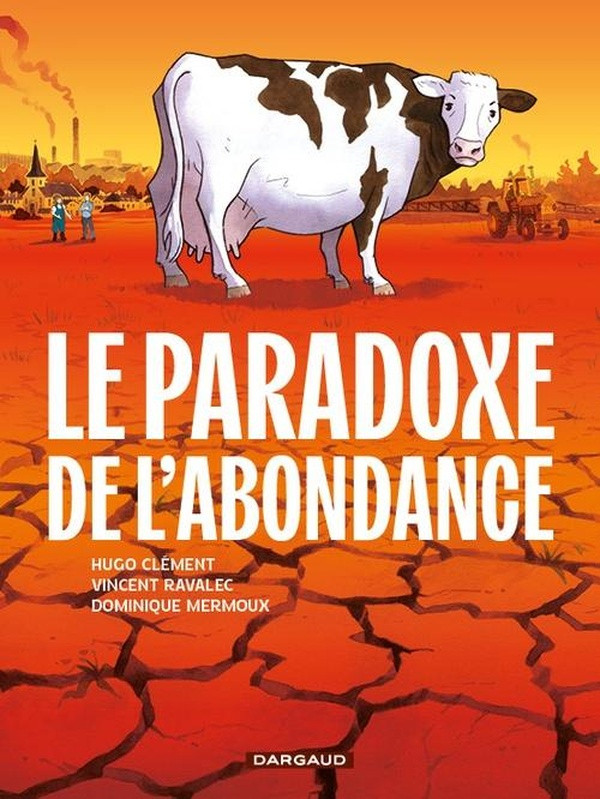 LE PARADOXE
DE L'ABONDANCE
HUGO CLÉMENT
VINCENT RAVALEC
DOMINIQUE MERMOUX
DARGAUD